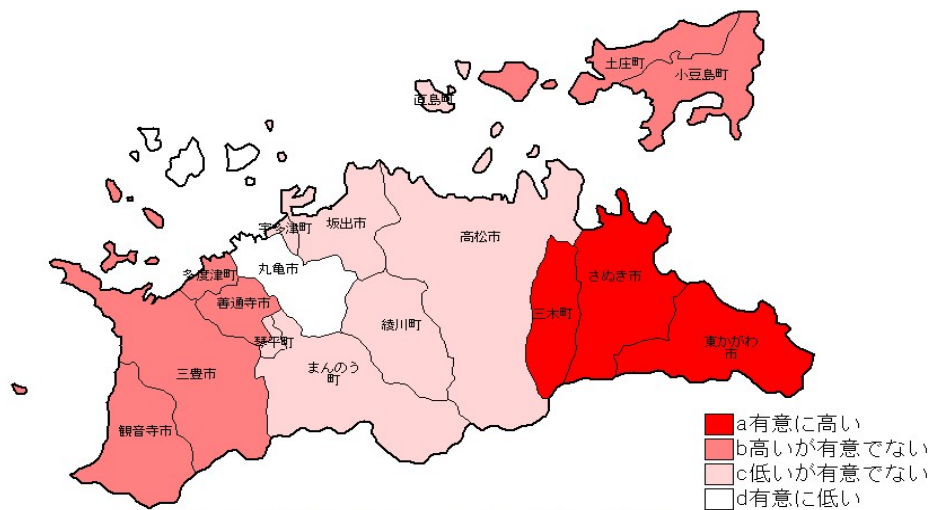 土庄町
小豆島町
直島町
宇多津町
坂出市
高松市
丸亀市
多度津町
さぬき市
善通寺市
三木町
綾川町
琴平町
東かがわ
市
まんのう
町
三豊市
観音寺市
a有意に高い
b高いが有意でない
c低いが有意でない
d有意に低い